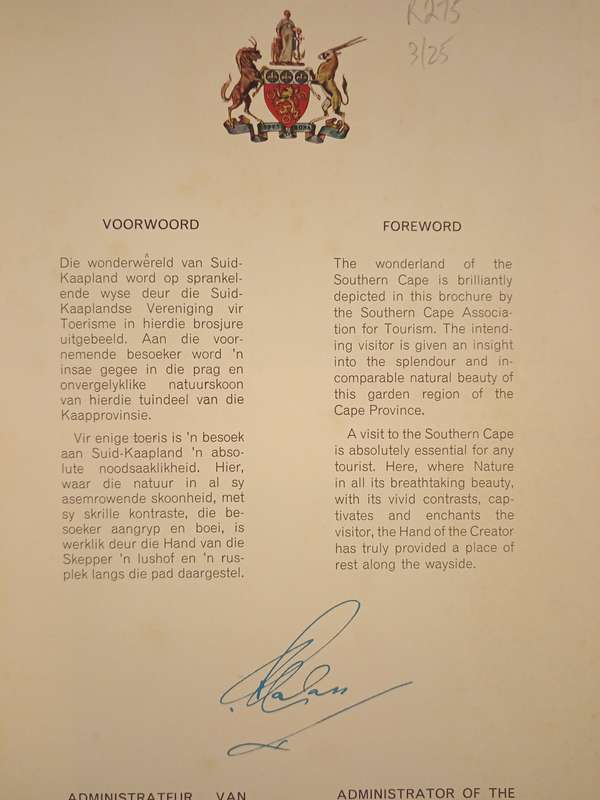 R275
3/25
SPES BONA
VOORWOORD
Die wonderwêreld van Suid-
Kaapland word op sprankel-
ende wyse deur die Suid-
Kaaplandse Vereniging vir
Toerisme in hierdie brosjure
uitgebeeld. Aan die voor-
nemende besoeker word 'n
insae gegee in die prag en
onvergelyklike natuurskoon
van hierdie tuindeel van die
Kaapprovinsie.
Vir enige toeris is 'n besoek
aan Suid-Kaapland 'n abso-
lute noodsaaklikheid. Hier,
waar die natuur in al sy
asemrowende skoonheid, met
sy skrille kontraste, die be-
soeker aangryp en boei, is
werklik deur die Hand van die
Skepper 'n lushof en 'n rus-
plek langs die pad daargestel.
FOREWORD
The wonderland of the
Southern Cape is brilliantly
depicted in this brochure by
the Southern Cape Associa-
tion for Tourism. The intend-
ing visitor is given an insight
into the splendour and in-
comparable natural beauty of
this garden region of the
Cape Province.
A visit to the Southern Cape
is absolutely essential for any
tourist. Here, where Nature
in all its breathtaking beauty,
with its vivid contrasts, cap-
tivates and enchants the
visitor, the Hand of the Creator
has truly provided a place of
rest along the wayside.
ADMINISTRATEUR VAN
ADMINISTRATOR OF THE